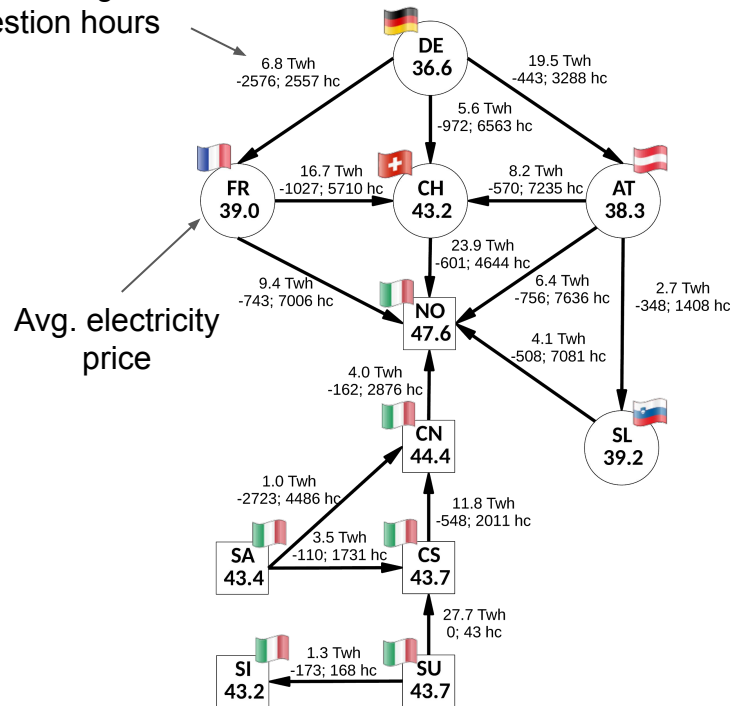 estion hours
DE
36.6
6.8 Twh
-2576; 2557 hc
19.5 Twh
-443; 3288 hc
5.6 Twh
-972; 6563 hc
FR
39.0
16.7 Twh
-1027; 5710 hc
CH
43.2
8.2 Twh
-570; 7235 hc
AT
38.3
23.9 Twh
-601; 4644 hc
9.4 Twh
-743; 7006 hc
6.4 Twh
-756; 7636 hc
2.7 Twh
-348; 1408 hc
Avg. electricity
price
NO
47.6
4.1 Twh
-508; 7081 hc
4.0 Twh
-162; 2876 hc
CN
44.4
SL
39.2
1.0 Twh
-2723; 4486 hc
11.8 Twh
-548; 2011 hc
SA
43.4
3.5 Twh
-110; 1731 hc
CS
43.7
27.7 Twh
0; 43 hc
SI
43.2
1.3 Twh
-173; 168 hc
SU
43.7